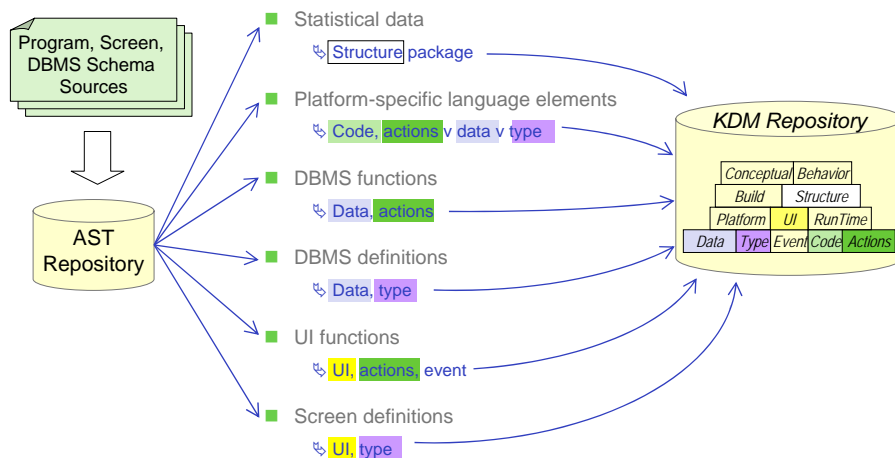 Program, Screen,
DBMS Schema
Sources
AST
Repository
Statistical data
Structure package
Platform-specific language elements
Code, actions v data v type
DBMS functions
Data, actions
DBMS definitions
Data, type
UI functions
UI, actions, event
Screen definitions
UI, type
KDM Repository
Conceptual Behavior
Build Structure
Platform UI RunTime
Data Type Event Code Actions